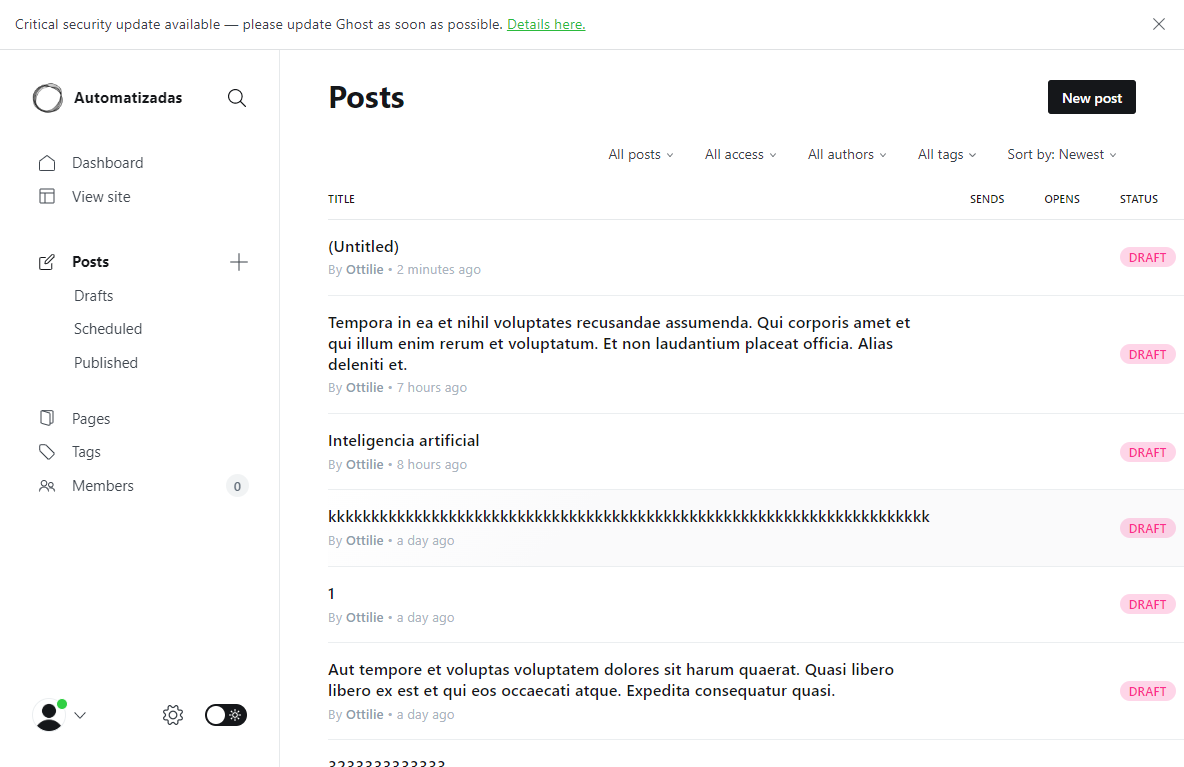 Critical security update available — please update Ghost as soon as possible. Details here.
Automatizadas
Dashboard
View site
Posts
Drafts
Scheduled
Published
Pages
Tags
Members 0
Posts
New post
All posts All access All authors All tags Sort by: Newest
TITLE SENDS OPENS STATUS
(Untitled)
By Ottilie • 2 minutes ago
DRAFT
Tempora in ea et nihil voluptates recusandae assumenda. Qui corporis amet et
qui illum enim rerum et voluptatum. Et non laudantium placeat officia. Alias
deleniti et.
By Ottilie • 7 hours ago
DRAFT
Inteligencia artificial
By Ottilie • 8 hours ago
DRAFT
By Ottilie • a day ago
DRAFT
1
By Ottilie • a day ago
DRAFT
Aut tempore et voluptas voluptatem dolores sit harum quaerat. Quasi libero
libero ex est et qui eos occaecati atque. Expedita consequatur quasi.
By Ottilie • a day ago
DRAFT